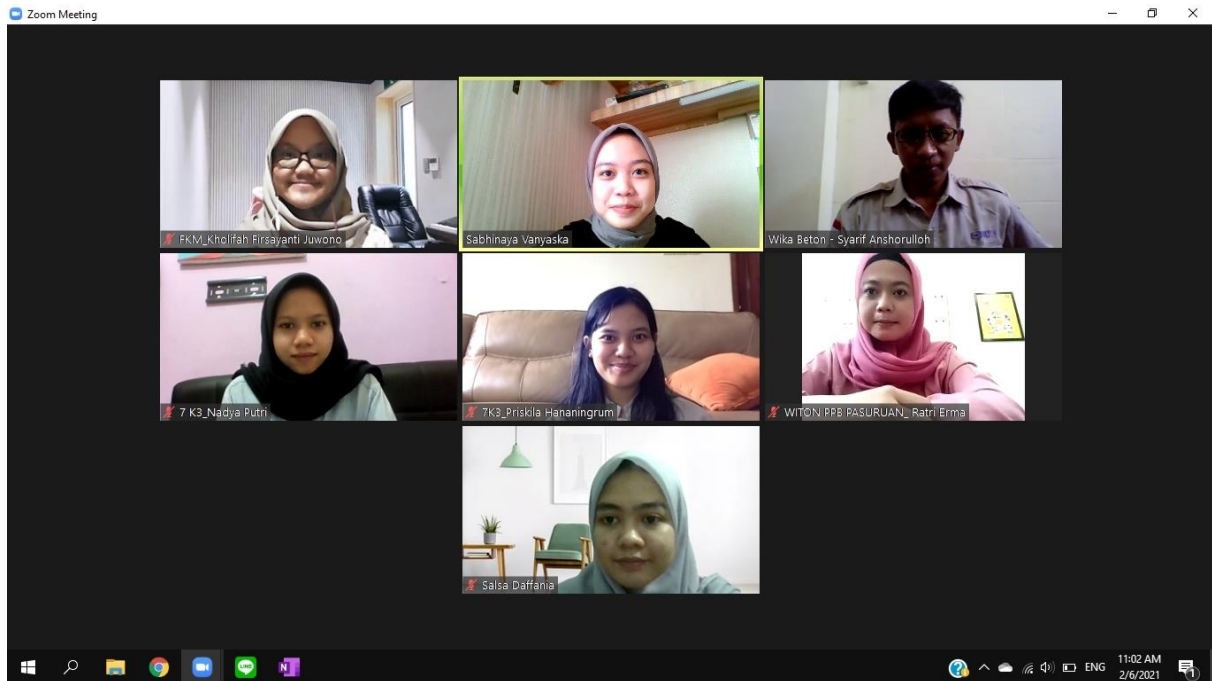 Zoom Meeting
FKM_Kholifah Firsayanti Juwono
Sabhinaya Vanyaska
Wika Beton - Syarif Anshorulloh
7 K3_Nadya Putri
7K3_Priskila Hananingrum
WITON PPB PASURUAN_ Ratri Erma
Salsa Daffania
ENG
11:02 AM
2/6/2021